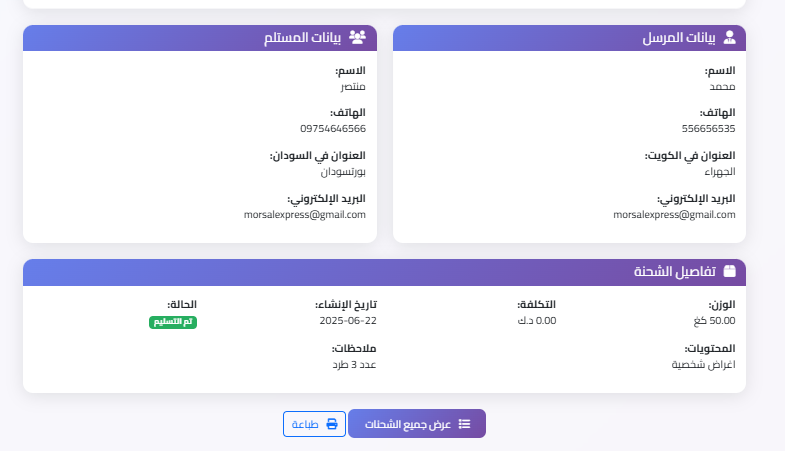 بيانات المرسل
الاسم:
محمد
الهاتف:
556656535
العنوان في الكويت:
الجهراء
البريد الإلكتروني:
morsalexpress@gmail.com
بيانات المستلم
الاسم:
منتصر
الهاتف:
09754646566
العنوان في السودان:
بورتسودان
البريد الإلكتروني:
morsalexpress@gmail.com
تفاصيل الشحنة
الوزن:
50.00 كغ
التكلفة:
0.00 د.ك
تاريخ الإنشاء:
2025-06-22
الحالة:
تم التسليم
المحتويات:
اغراض شخصية
ملاحظات:
عدد 3 طرد
عرض جميع الشحنات
طباعة